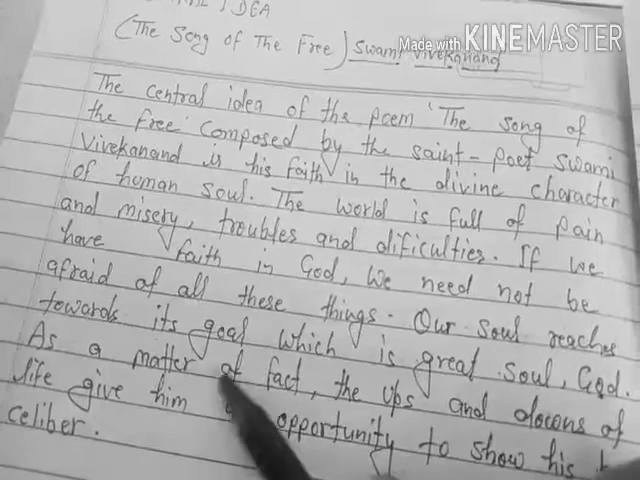 IDEA
(The Song of The Free) Swami Vivekanand
Made with KINEMASTER
The central idea of the poem 'The song of
the free' composed by the saint-poet swami
Vivekanand is his faith in the divine character
of human soul. The world is full of pain
and misery, troubles and dificulties. If we
have faith in God, we need not be
afraid of all these things. Our soul reaches
towards its goal which is great soul, God.
As a matter of fact, the ups and downs of
life give him opportunity to show his
celiber.